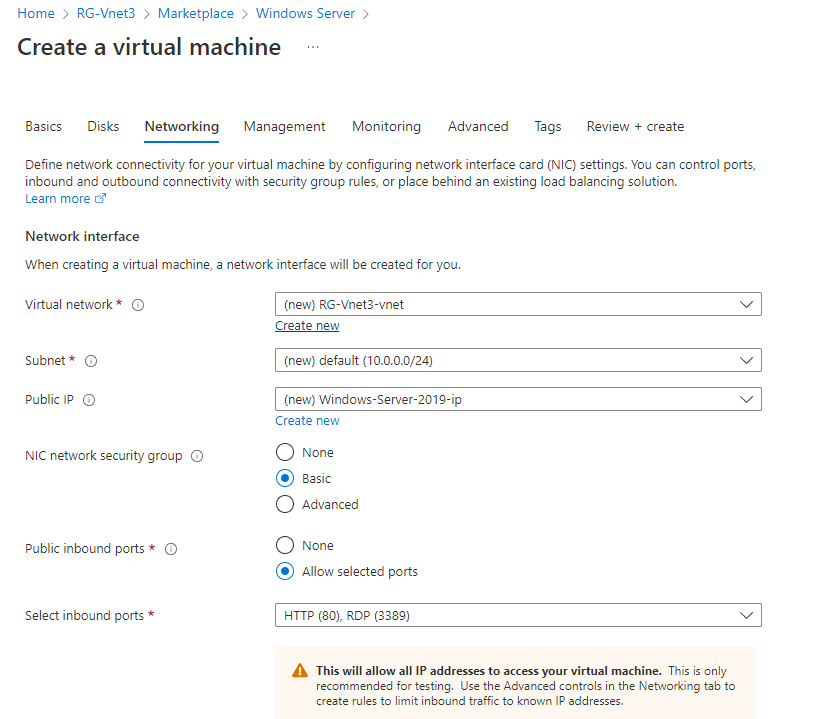 Home > RG-Vnet3 > Marketplace > Windows Server >
Create a virtual machine ...
Basics Disks Networking Management Monitoring Advanced Tags Review + create
Define network connectivity for your virtual machine by configuring network interface card (NIC) settings. You can control ports,
inbound and outbound connectivity with security group rules, or place behind an existing load balancing solution.
Learn more
Network interface
When creating a virtual machine, a network interface will be created for you.
Virtual network * (new) RG-Vnet3-vnet
Create new
Subnet * (new) default (10.0.0.0/24)
Public IP (new) Windows-Server-2019-ip
Create new
NIC network security group
None
Basic
Advanced
Public inbound ports *
None
Allow selected ports
Select inbound ports * HTTP (80), RDP (3389)
This will allow all IP addresses to access your virtual machine. This is only
recommended for testing. Use the Advanced controls in the Networking tab to
create rules to limit inbound traffic to known IP addresses.